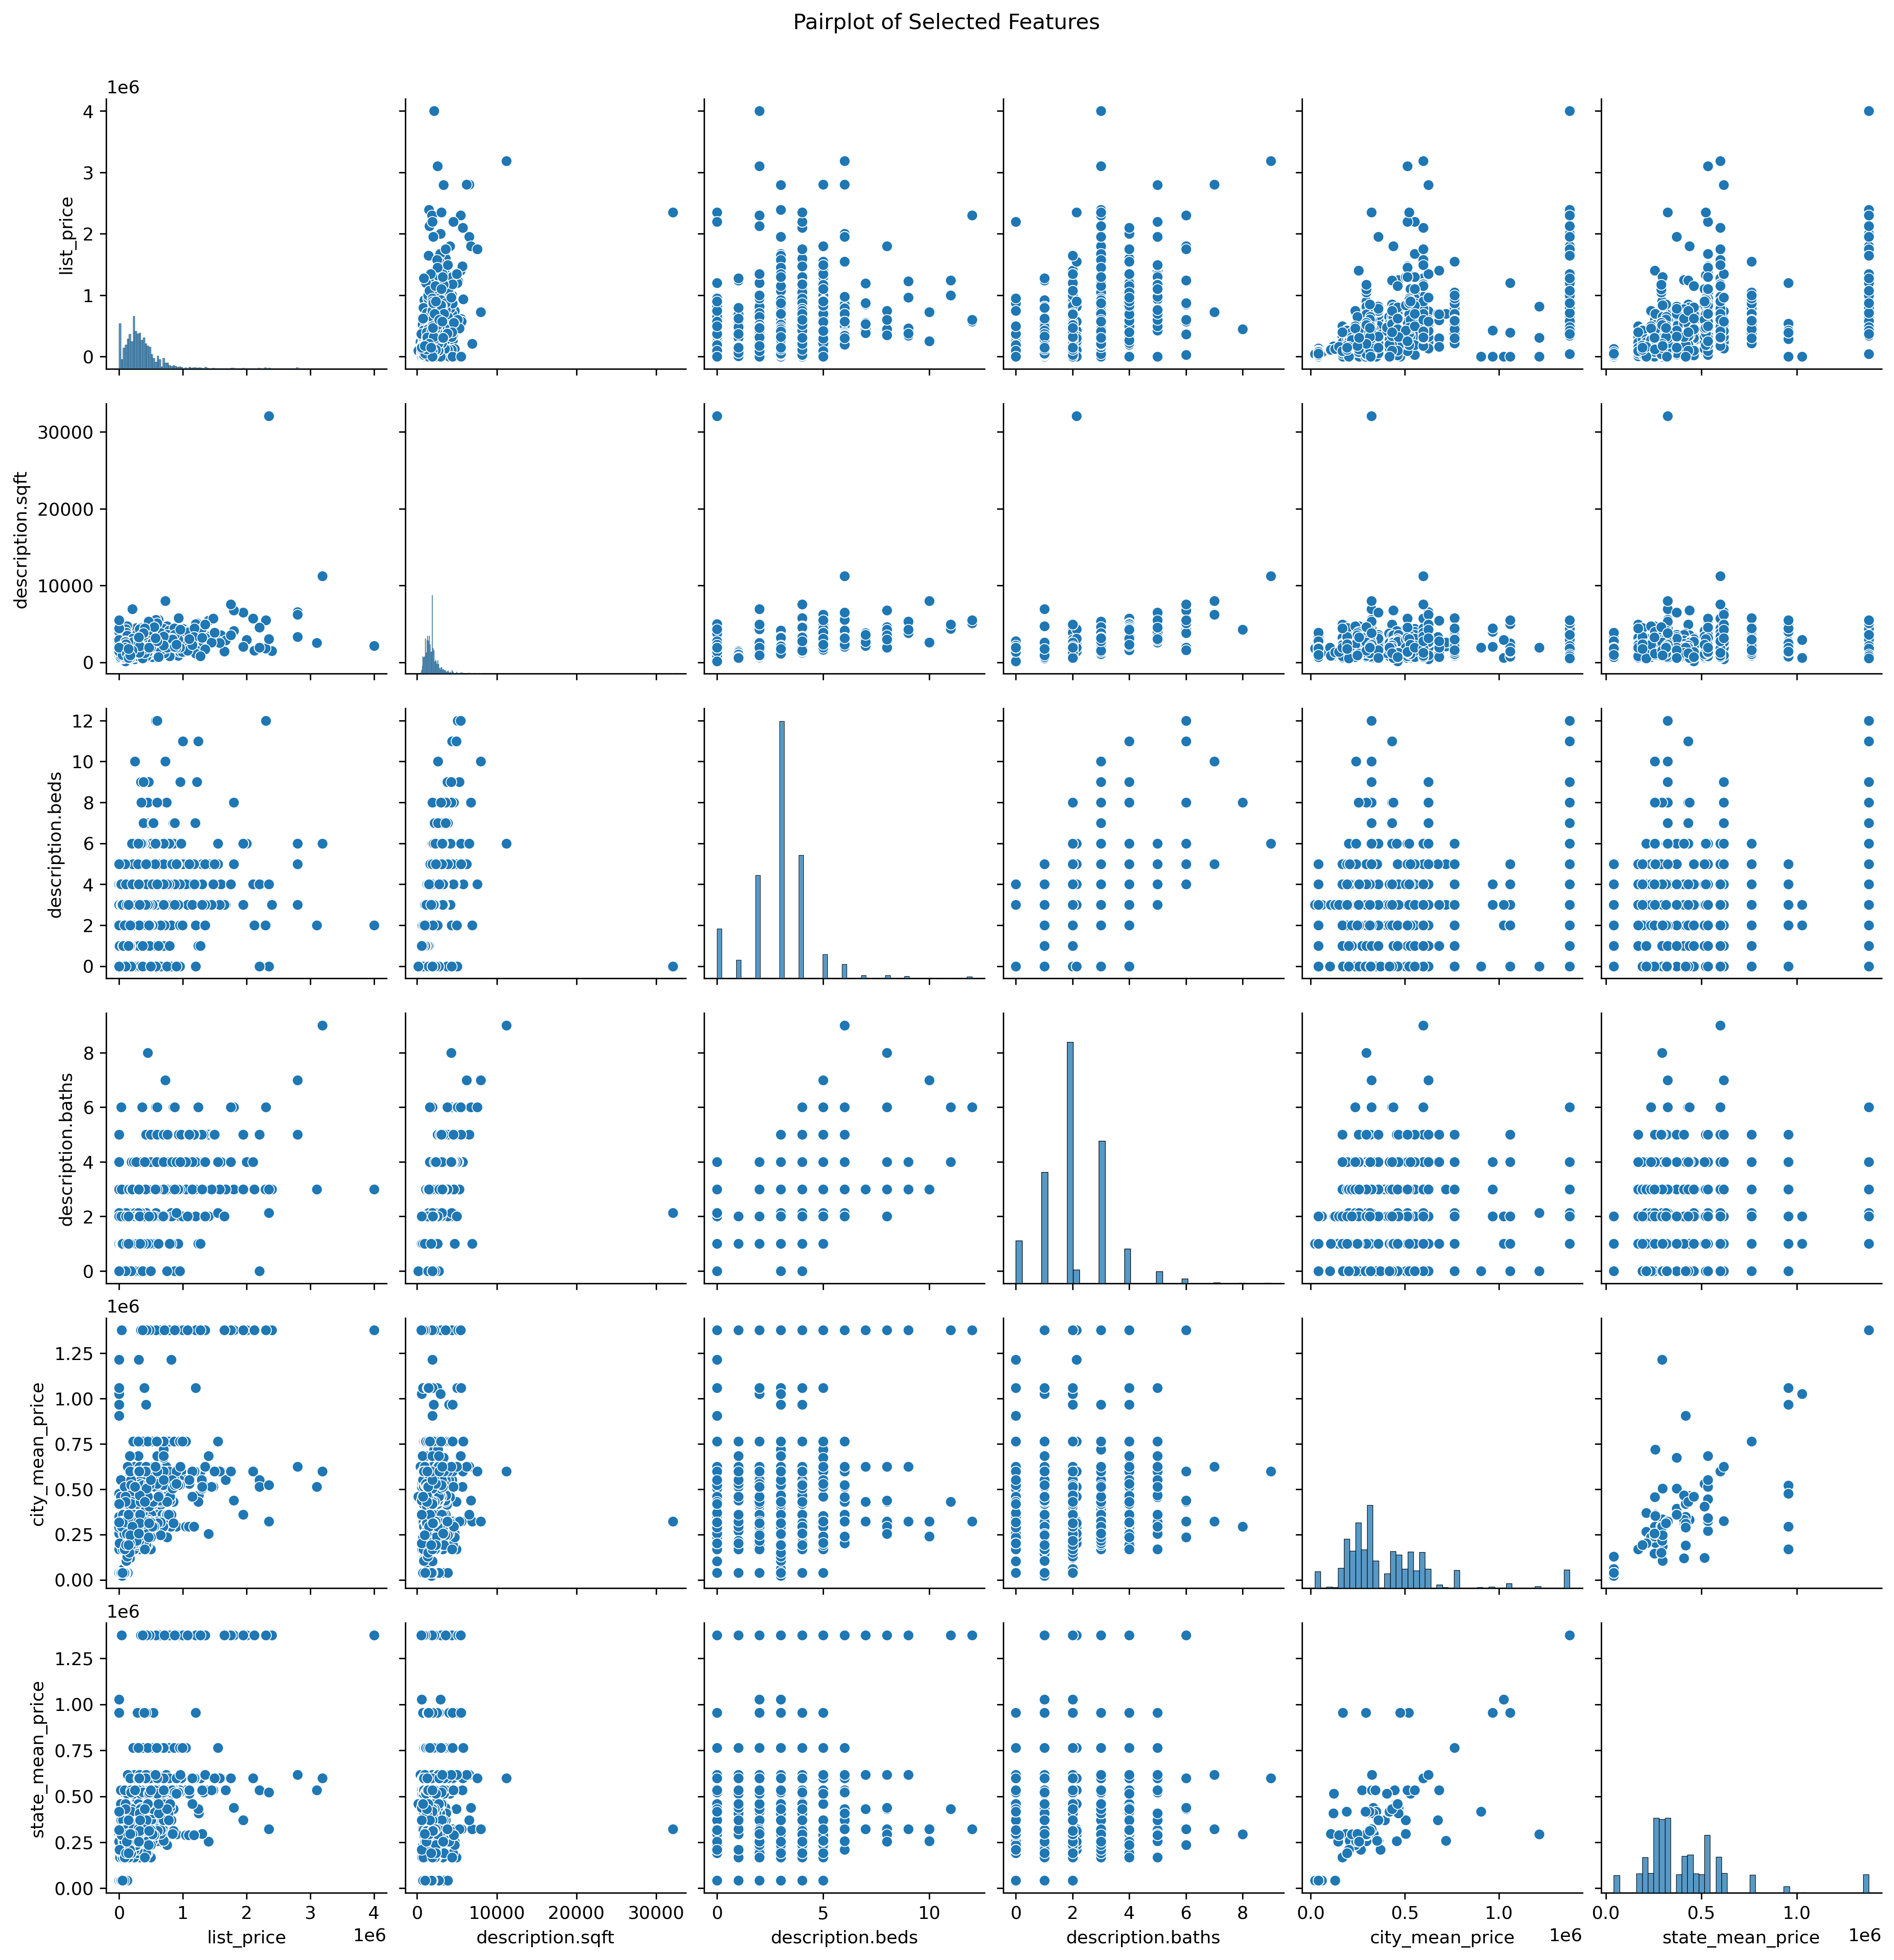 Pairplot of Selected Features
1e6
4
3
2
1
0
list_price
30000
20000
10000
0
description.sqft
12
10
8
6
4
2
0
description.beds
8
6
4
2
0
description.baths
1e6
1.25
1.00
0.75
0.50
0.25
0.00
city_mean_price
1e6
1.25
1.00
0.75
0.50
0.25
0.00
state_mean_price
0 1 2 3 4
1e6
list_price
0 10000 20000 30000
description.sqft
0 5 10
description.beds
0 2 4 6 8
description.baths
0.0 0.5 1.0
1e6
city_mean_price
0.0 0.5 1.0
1e6
state_mean_price